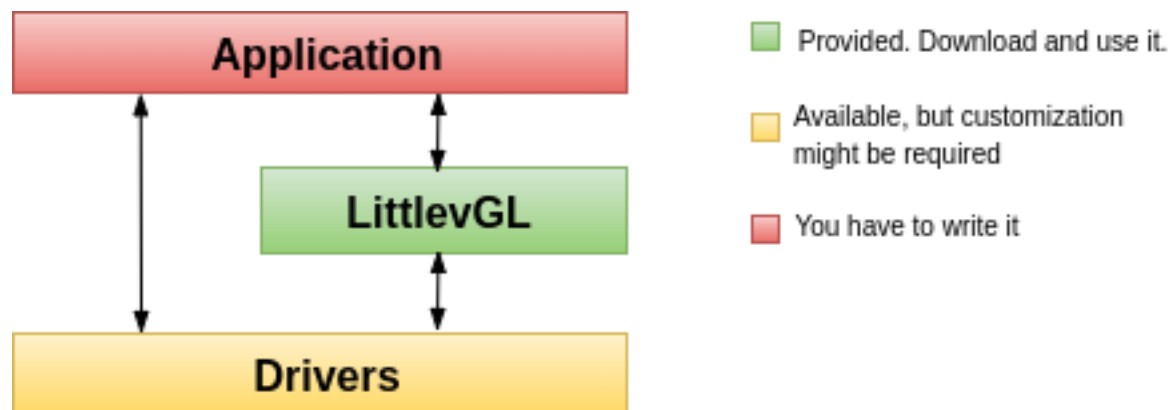 Application
LittlevGL
Drivers
Provided. Download and use it.
Available, but customization
might be required
You have to write it